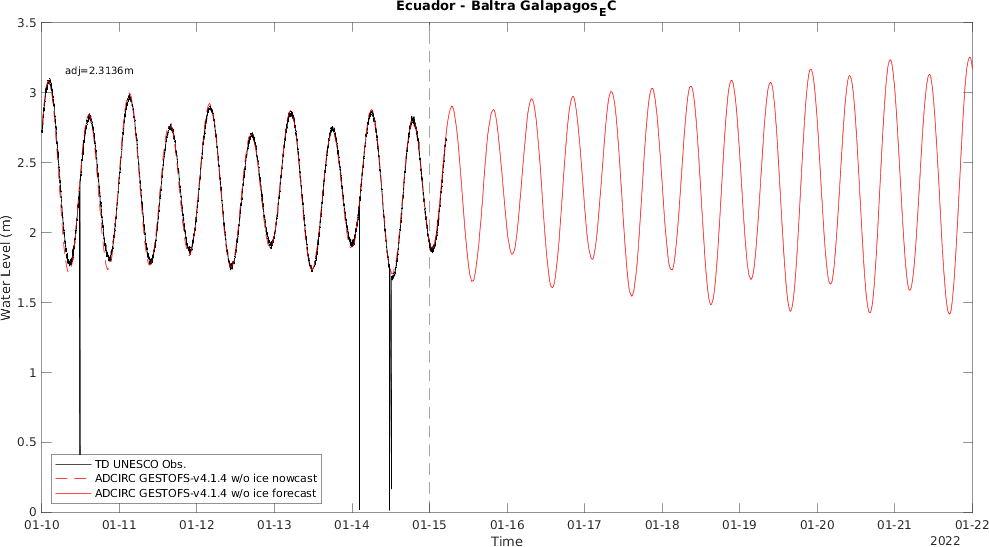 Ecuador - Baltra Galapagos_EC
adj=2.3136m
3.5
3
2.5
2
1.5
1
0.5
0
Water Level (m)
TD UNESCO Obs.
ADCIRC GESTOFS-v4.1.4 w/o ice nowcast
ADCIRC GESTOFS-v4.1.4 w/o ice forecast
01-10 01-11 01-12 01-13 01-14 01-15 01-16 01-17 01-18 01-19 01-20 01-21 01-22
Time
2022